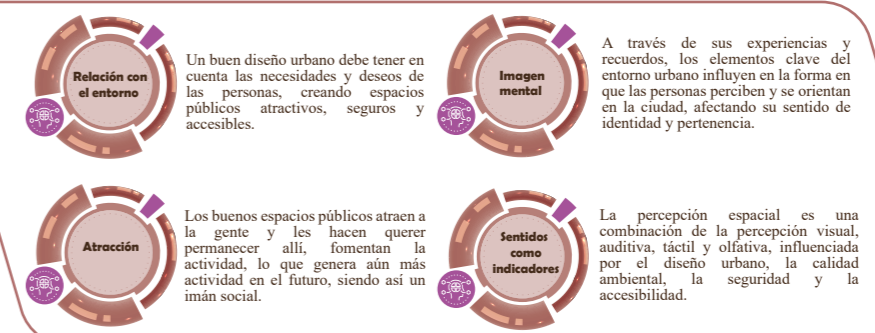 Relación con
el entorno
Un buen diseño urbano debe tener en
cuenta las necesidades y deseos de
las personas, creando espacios
públicos atractivos, seguros y
accesibles.
Imagen
mental
A través de sus experiencias y
recuerdos, los elementos clave del
entorno urbano influyen en la forma en
que las personas perciben y se orientan
en la ciudad, afectando su sentido de
identidad y pertenencia.
Atracción
Los buenos espacios públicos atraen a
la gente y les hacen querer
permanecer allí, fomentan la
actividad, lo que genera aún más
actividad en el futuro, siendo así un
imán social.
Sentidos
como
indicadores
La percepción espacial es una
combinación de la percepción visual,
auditiva, táctil y olfativa, influenciada
por el diseño urbano, la calidad
ambiental, la seguridad y la
accesibilidad.